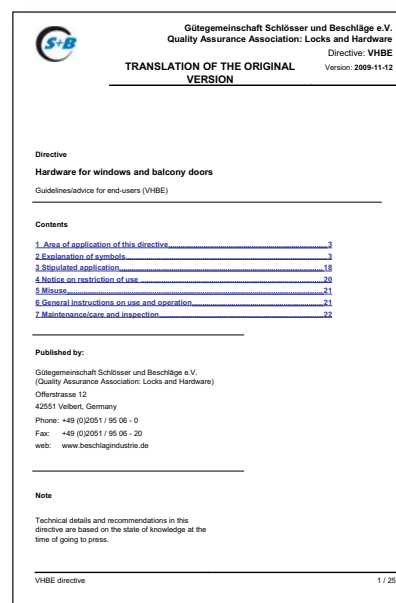 S+B
Gütegemeinschaft Schlösser und Beschläge e.V.
Quality Assurance Association: Locks and Hardware
Directive: VHBE
TRANSLATION OF THE ORIGINAL VERSION
Version: 2009-11-12
Directive
Hardware for windows and balcony doors
Guidelines/advice for end-users (VHBE)
Contents
1 Area of application of this directive 3
2 Explanation of symbols 3
3 Stipulated application 18
4 Notice on restriction of use 20
5 Misuse 21
6 General instructions on use and operation 21
7 Maintenance/care and inspection 22
Published by:
Gütegemeinschaft Schlösser und Beschläge e.V.
(Quality Assurance Association: Locks and Hardware)
Offerstrasse 12
42551 Velbert, Germany
Phone: +49 (0)2051 / 95 06 - 0
Fax: +49 (0)2051 / 95 06 - 20
web: www.beschlagindustrie.de
Note
Technical details and recommendations in this
directive are based on the state of knowledge at the
time of going to press.
VHBE directive 1 / 25